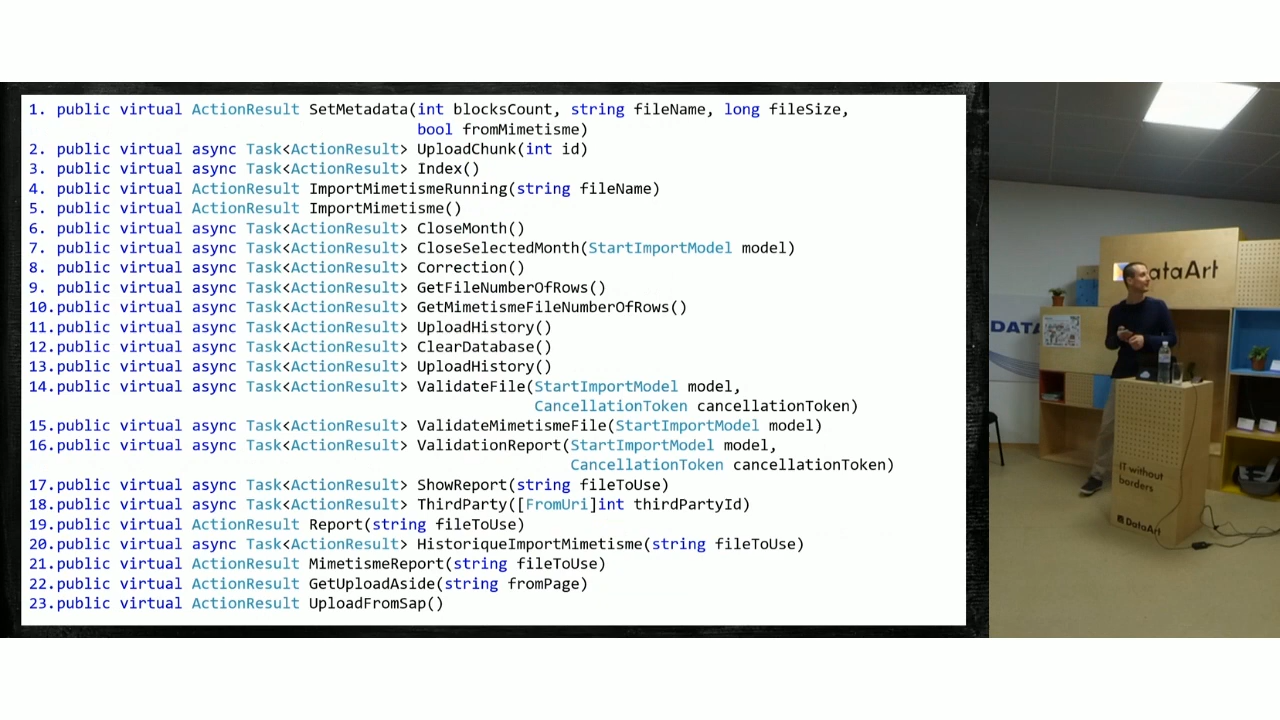 1. public virtual ActionResult SetMetadata(int blocksCount, string fileName, long fileSize,
bool fromMimetisme)
2. public virtual async Task<ActionResult> UploadChunk(int id)
3. public virtual async Task<ActionResult> Index()
4. public virtual ActionResult ImportMimetismeRunning(string fileName)
5. public virtual ActionResult ImportMimetisme()
6. public virtual async Task<ActionResult> CloseMonth()
7. public virtual async Task<ActionResult> CloseSelectedMonth(StartImportModel model)
8. public virtual async Task<ActionResult> Correction()
9. public virtual async Task<ActionResult> GetFileNumberOfRows()
10.public virtual async Task<ActionResult> GetMimetismeFileNumberOfRows()
11.public virtual async Task<ActionResult> UploadHistory()
12.public virtual async Task<ActionResult> ClearDatabase()
13.public virtual async Task<ActionResult> UploadHistory()
14.public virtual async Task<ActionResult> ValidateFile(StartImportModel model,
CancellationToken cancellationToken)
15.public virtual async Task<ActionResult> ValidateMimetismeFile(StartImportModel model)
16.public virtual async Task<ActionResult> ValidationReport(StartImportModel model,
CancellationToken cancellationToken)
17.public virtual async Task<ActionResult> ShowReport(string fileToUse)
18.public virtual async Task<ActionResult> ThirdParty([FromUri]int thirdPartyId)
19.public virtual ActionResult Report(string fileToUse)
20.public virtual async Task<ActionResult> HistoriqueImportMimetisme(string fileToUse)
21.public virtual ActionResult MimetismeReport(string fileToUse)
22.public virtual ActionResult GetUploadAside(string fromPage)
23.public virtual ActionResult UploadFromSap()
DataArt
DATA
IT without
borders
DataArt